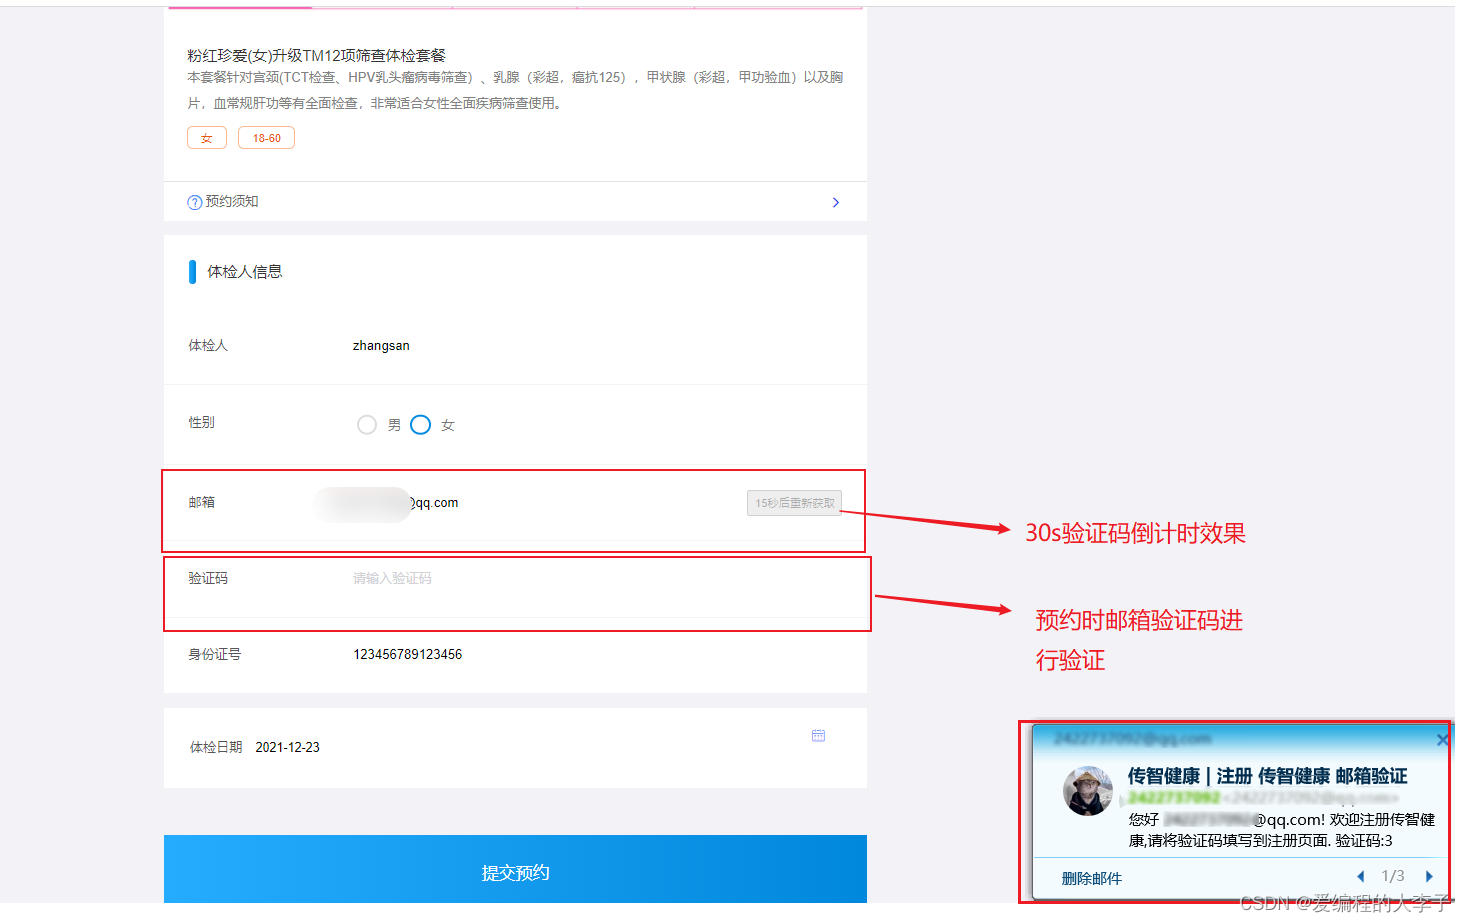 粉红珍爱(女)升级TM12项筛查体检套餐
本套餐针对宫颈(TCT检查、HPV乳头瘤病毒筛查）、乳腺（彩超，癌抗125），甲状腺（彩超，甲功验血）以及胸
片，血常规肝功等有全面检查，非常适合女性全面疾病筛查使用。
女 18-60
预约须知
体检人信息
体检人 zhangsan
性别 男 女
邮箱 @qq.com 15秒后重新获取
30s验证码倒计时效果
验证码 请输入验证码
预约时邮箱验证码进
行验证
身份证号 123456789123456
体检日期 2021-12-23
传智健康 | 注册 传智健康 邮箱验证
您好 @qq.com! 欢迎注册传智健
康,请将验证码填写到注册页面. 验证码:3
删除邮件 1/3
提交预约
CSDN @爱编程的大李子